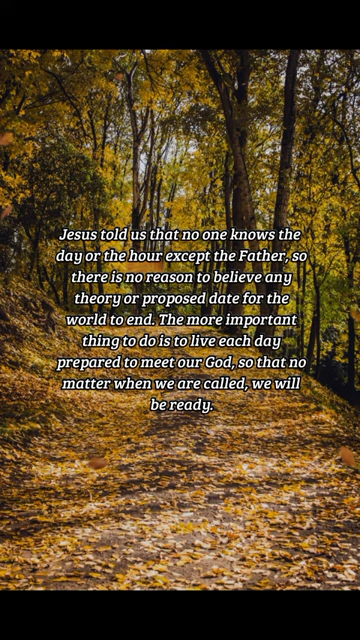 Jesus told us that no one knows the
day or the hour except the Father, so
there is no reason to believe any
theory or proposed date for the
world to end. The more important
thing to do is to live each day
prepared to meet our God, so that no
matter when we are called, we will
be ready.